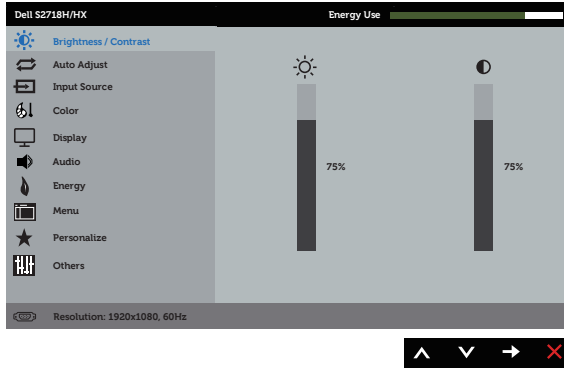 Dell S2718H/HX
Energy Use
Brightness / Contrast
Auto Adjust
Input Source
Color
Display
Audio
Energy
Menu
Personalize
Others
75%
75%
Resolution: 1920x1080, 60Hz